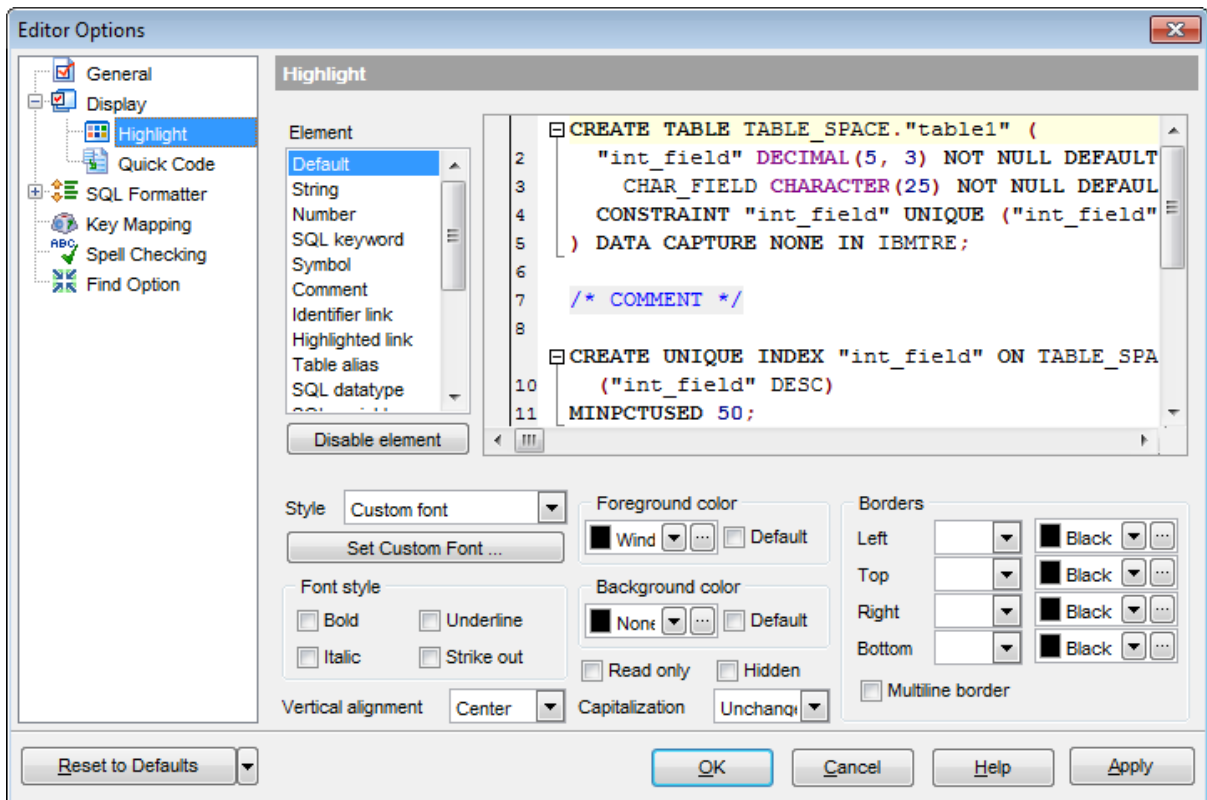 Editor Options
General
Display
Highlight
Quick Code
SQL Formatter
Key Mapping
ABC
Spell Checking
Find Option
Highlight
Element
Default
String
Number
SQL keyword
Symbol
Comment
Identifier link
Highlighted link
Table alias
SQL datatype
Disable element
CREATE TABLE TABLE_SPACE."table1" (
2 "int_field" DECIMAL(5, 3) NOT NULL DEFAULT
3 CHAR_FIELD CHARACTER(25) NOT NULL DEFAUL
4 CONSTRAINT "int_field" UNIQUE ("int_field"
5 ) DATA CAPTURE NONE IN IBMTRE;
6
7 /* COMMENT */
8
CREATE UNIQUE INDEX "int_field" ON TABLE_SPA
10 ("int_field" DESC)
11 MINPCTUSED 50;
Style Custom font
Set Custom Font ...
Font style
Bold Underline
Italic Strike out
Vertical alignment Center
Foreground color
Wind ... Default
Background color
None ... Default
Read only Hidden
Capitalization Unchange
Borders
Left Black ...
Top Black ...
Right Black ...
Bottom Black ...
Multiline border
Reset to Defaults
OK
Cancel
Help
Apply